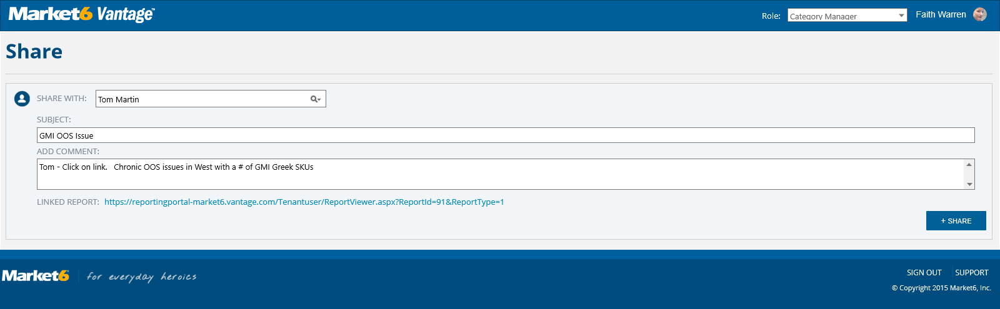 Market6 Vantage™
Role: Category Manager Faith Warren
Share
SHARE WITH: Tom Martin
SUBJECT:
GMI OOS Issue
ADD COMMENT:
Tom - Click on link.   Chronic OOS issues in West with a # of GMI Greek SKUs
LINKED REPORT: https://reportingportal-market6.vantage.com/Tenantuser/ReportViewer.aspx?ReportId=91&ReportType=1
+ SHARE
Market6 for everyday heroics
SIGN OUT SUPPORT
© Copyright 2015 Market6, Inc.